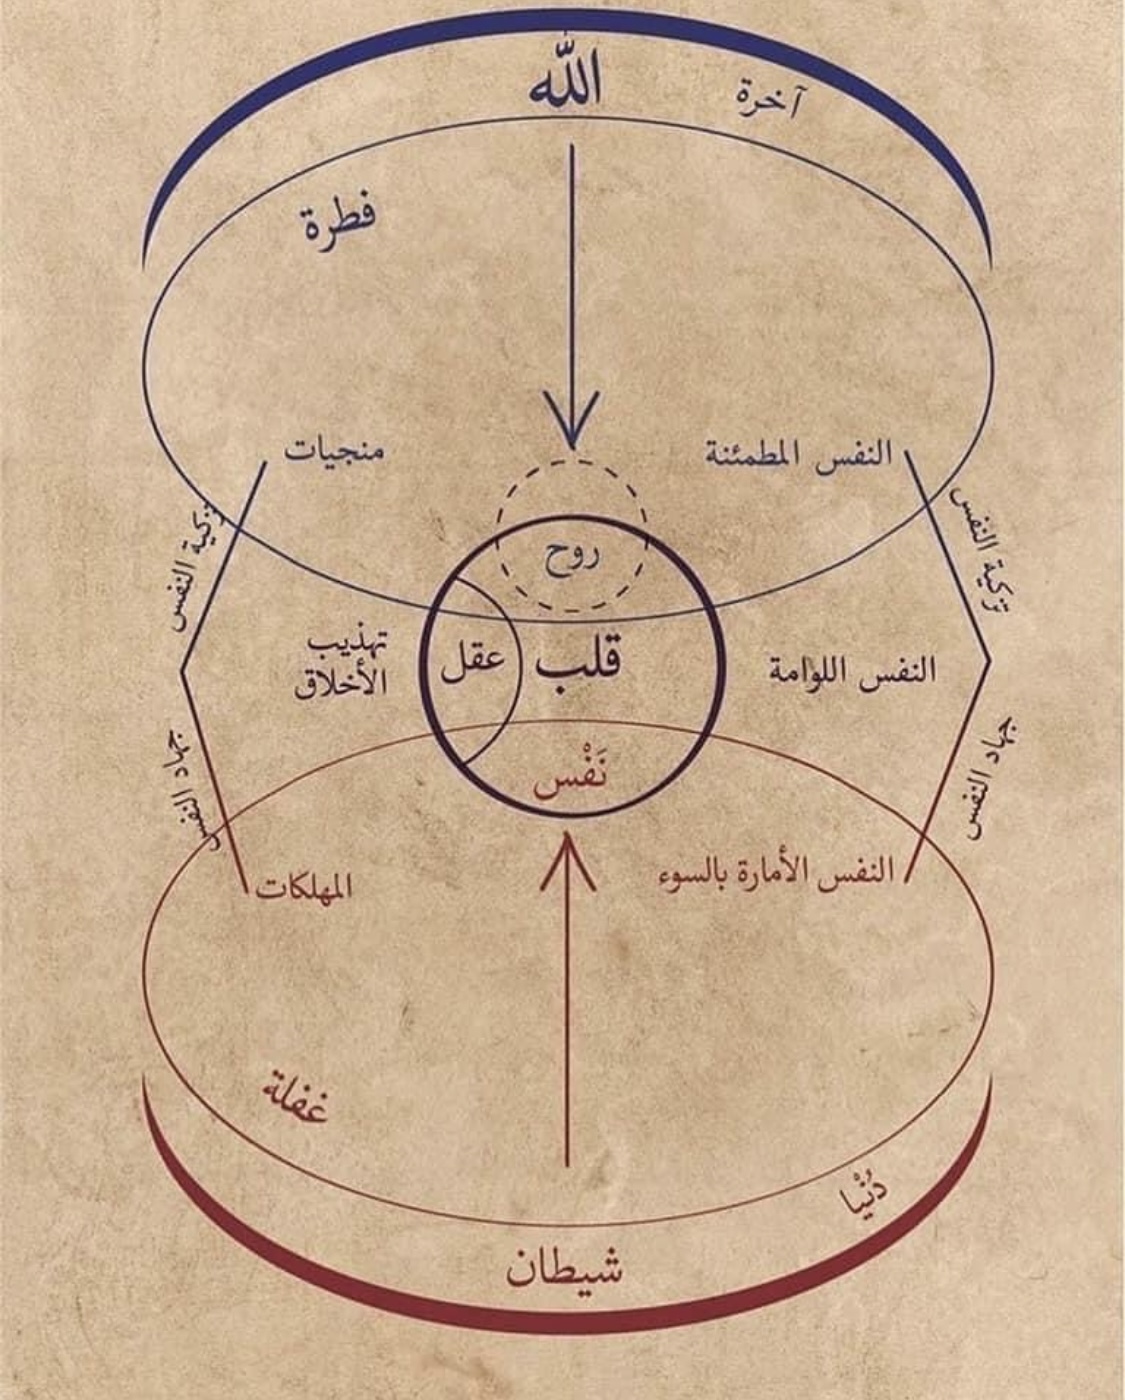 الله
آخرة
فطرة
النفس المطمئنة
منجيات
تزكية النفس
تزكية النفس
روح
قلب
عقل
النفس اللوامة
تهذيب
الأخلاق
نَفْس
جهاد النفس
جهاد النفس
النفس الأمارة بالسوء
المهلكات
غفلة
دُنْيا
شيطان